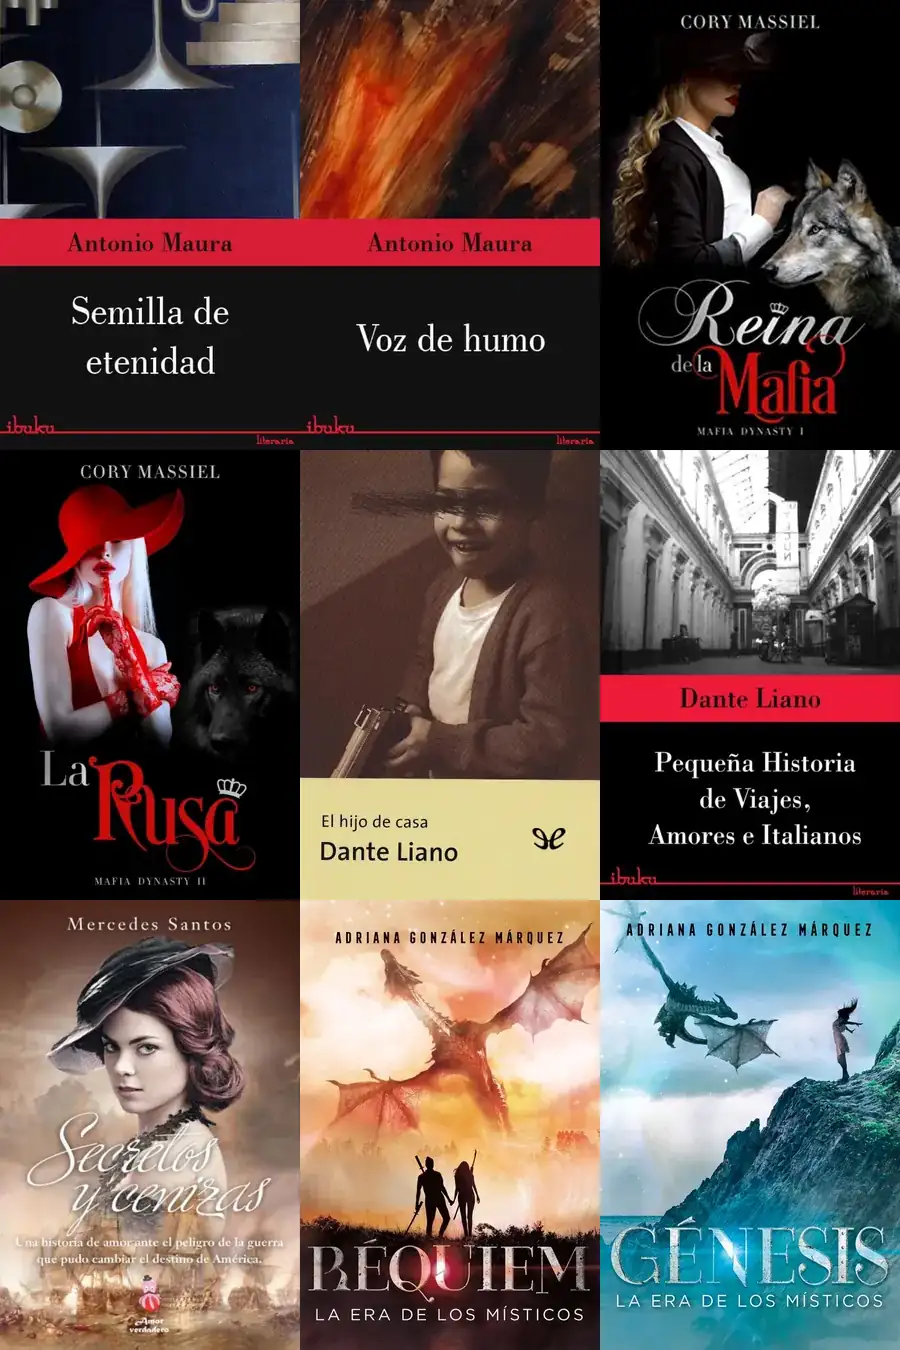 Antonio Maura
Semilla de
etenidad
ibuku
literaria
Antonio Maura
Voz de humo
ibuku
literaria
CORY MASSIEL
Reina
de la
Mafia
MAFIA DYNASTY I
CORY MASSIEL
La Rusa
MAFIA DYNASTY II
El hijo de casa
Dante Liano
Dante Liano
Pequeña Historia
de Viajes,
Amores e Italianos
ibuku
literaria
Mercedes Santos
Secretos
y cenizas
Una historia de amor ante el peligro de la guerra
que pudo cambiar el destino de América.
Amor
verdadero
ADRIANA GONZÁLEZ MÁRQUEZ
RÉQUIEM
LA ERA DE LOS MÍSTICOS
ADRIANA GONZÁLEZ MÁRQUEZ
GÉNESIS
LA ERA DE LOS MÍSTICOS